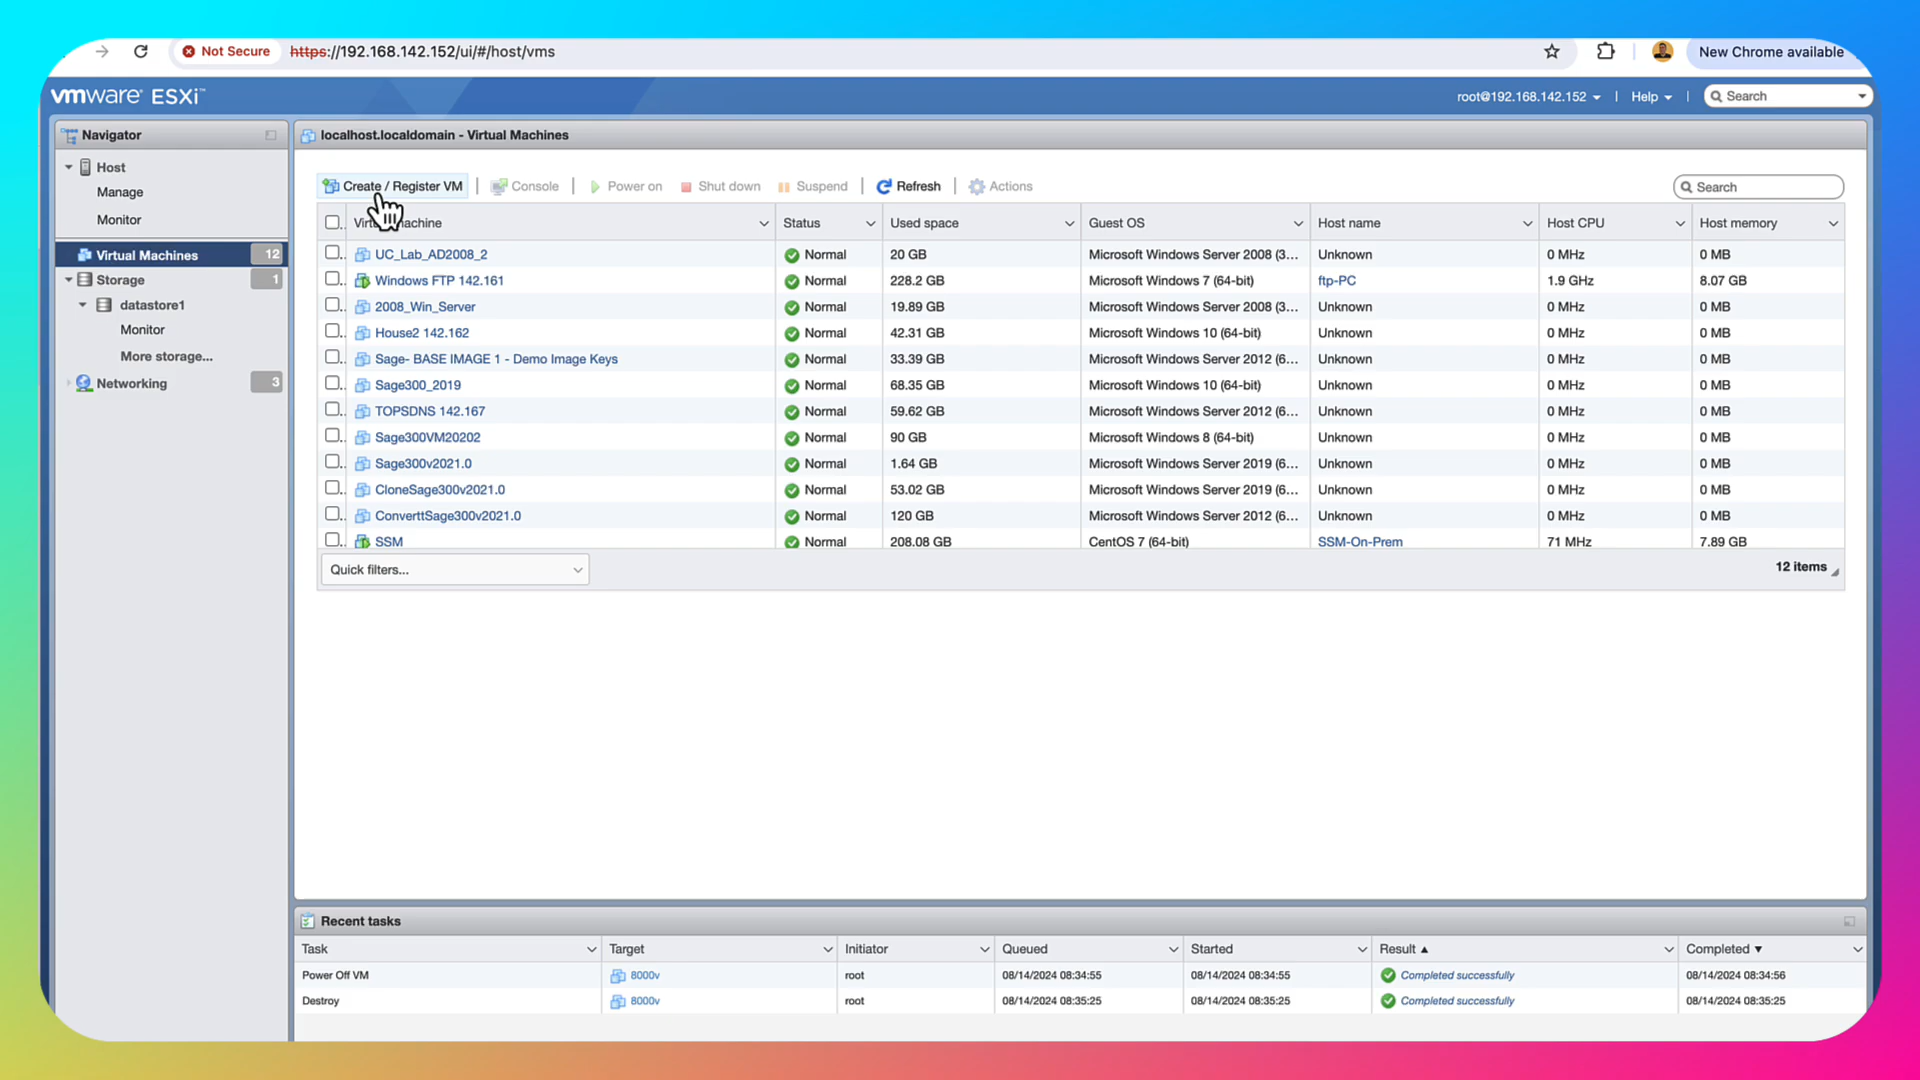 Not Secure https://192.168.142.152/ui/#/host/vms New Chrome available
vmware ESXi™ root@192.168.142.152 | Help | Search
Navigator
Host
Manage
Monitor
Virtual Machines 12
Storage 1
datastore1
Monitor
More storage...
Networking 3
localhost.localdomain - Virtual Machines
Create / Register VM | Console | Power on Shut down Suspend | Refresh | Actions Search
Status Used space Guest OS Host name Host CPU Host memory
UC_Lab_AD2008_2 Normal 20 GB Microsoft Windows Server 2008 (3... Unknown 0 MHz 0 MB
Windows FTP 142.161 Normal 228.2 GB Microsoft Windows 7 (64-bit) ftp-PC 1.9 GHz 8.07 GB
2008_Win_Server Normal 19.89 GB Microsoft Windows Server 2008 (3... Unknown 0 MHz 0 MB
House2 142.162 Normal 42.31 GB Microsoft Windows 10 (64-bit) Unknown 0 MHz 0 MB
Sage- BASE IMAGE 1 - Demo Image Keys Normal 33.39 GB Microsoft Windows Server 2012 (6... Unknown 0 MHz 0 MB
Sage300_2019 Normal 68.35 GB Microsoft Windows 10 (64-bit) Unknown 0 MHz 0 MB
TOPSDNS 142.167 Normal 59.62 GB Microsoft Windows Server 2012 (6... Unknown 0 MHz 0 MB
Sage300VM20202 Normal 90 GB Microsoft Windows 8 (64-bit) Unknown 0 MHz 0 MB
Sage300v2021.0 Normal 1.64 GB Microsoft Windows Server 2019 (6... Unknown 0 MHz 0 MB
CloneSage300v2021.0 Normal 53.02 GB Microsoft Windows Server 2019 (6... Unknown 0 MHz 0 MB
ConverttSage300v2021.0 Normal 120 GB Microsoft Windows Server 2012 (6... Unknown 0 MHz 0 MB
SSM Normal 208.08 GB CentOS 7 (64-bit) SSM-On-Prem 71 MHz 7.89 GB
Quick filters... 12 items
Recent tasks
Task Target Initiator Queued Started Result ▲ Completed ▼
Power Off VM 8000v root 08/14/2024 08:34:55 08/14/2024 08:34:55 Completed successfully 08/14/2024 08:34:56
Destroy 8000v root 08/14/2024 08:35:25 08/14/2024 08:35:25 Completed successfully 08/14/2024 08:35:25